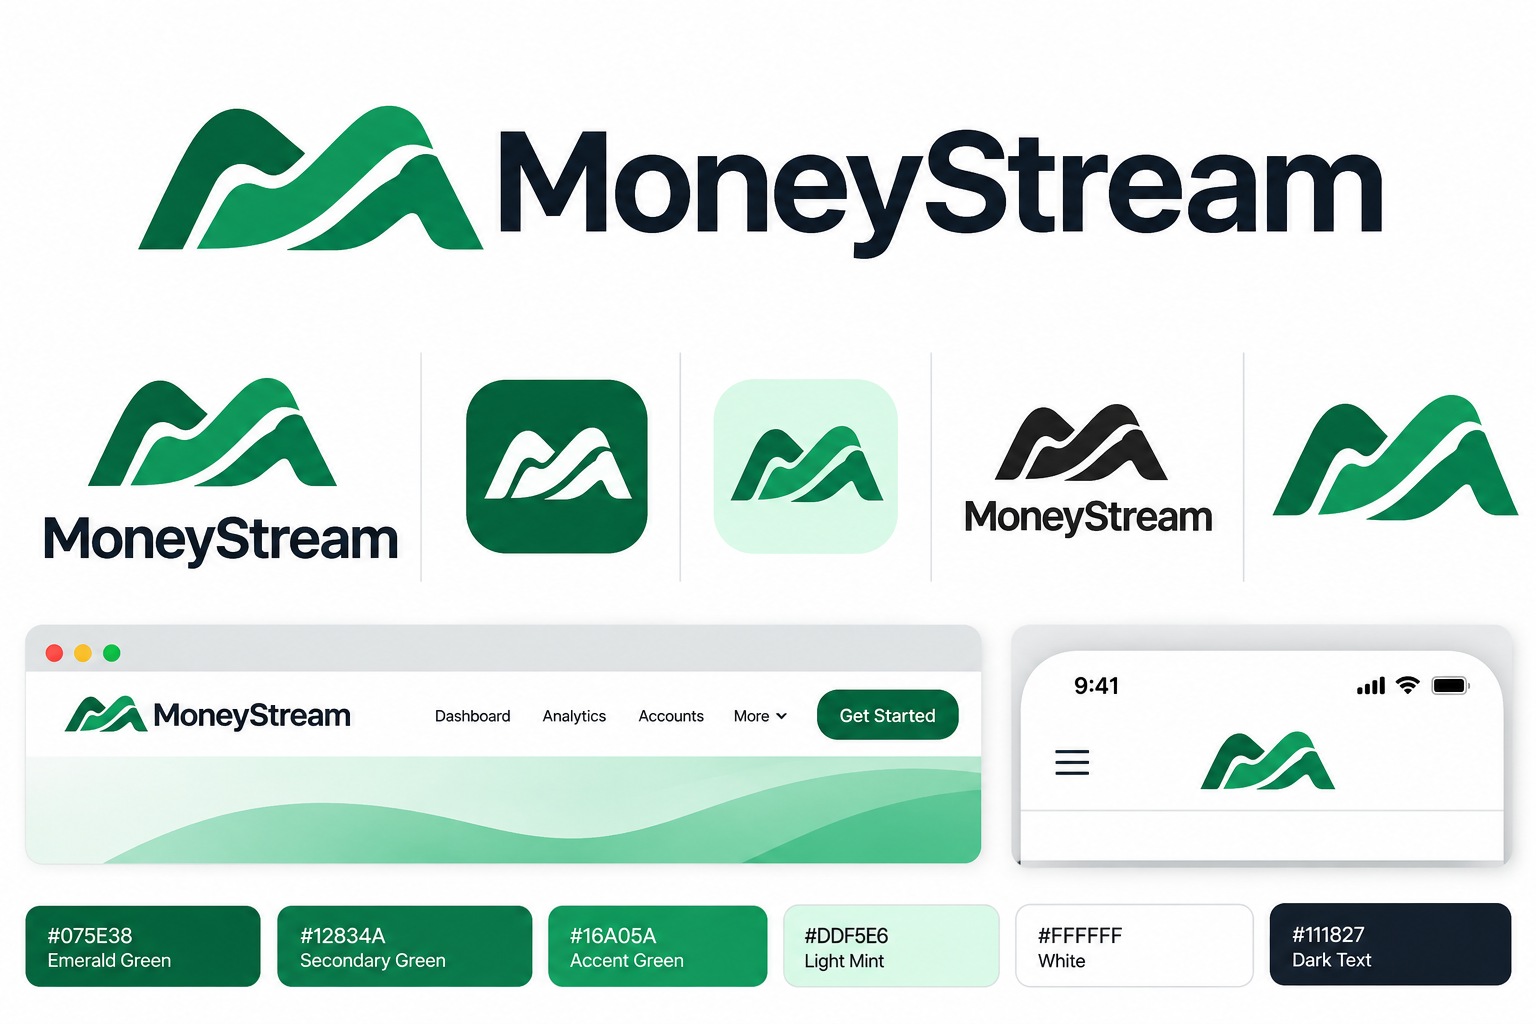 MoneyStream
MoneyStream
MoneyStream
MoneyStream
Dashboard
Analytics
Accounts
More
Get Started
9:41
#075E38
Emerald Green
#12834A
Secondary Green
#16A05A
Accent Green
#DDF5E6
Light Mint
#FFFFFF
White
#111827
Dark Text